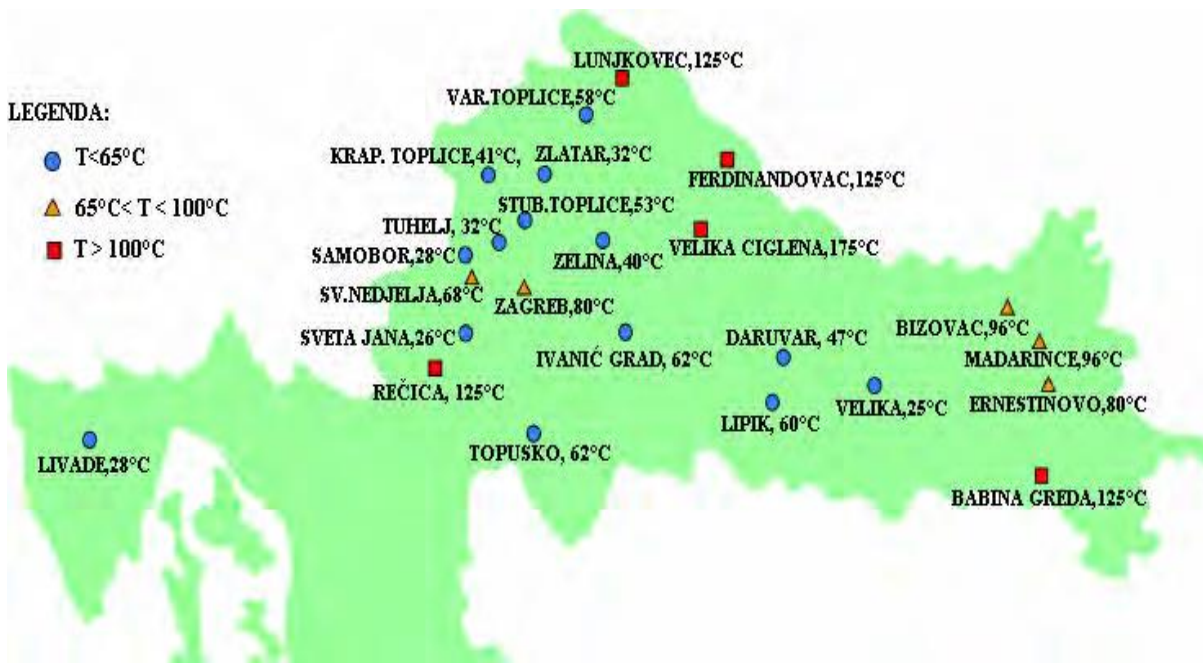 LUNJKOVEC,125°C
VAR.TOPLICE,58°C
LEGENDA:
T<65°C
65°C< T < 100°C
T > 100°C
KRAP. TOPLICE,41°C,
ZLATAR,32°C
FERDINANDOVAC,125°C
STUB.TOPLICE,53°C
TUHELJ, 32°C
SAMOBOR,28°C
ZELINA,40°C
VELIKA CIGLENA,175°C
SV.NEDJELJA,68°C
ZAGREB,80°C
SVETA JANA,26°C
IVANIĆ GRAD, 62°C
DARUVAR, 47°C
BIZOVAC,96°C
MADARINCE,96°C
REČICA, 125°C
LIPIK, 60°C
VELIKA,25°C
ERNESTINOVO,80°C
LIVADE,28°C
TOPUSKO, 62°C
BABINA GREDA,125°C